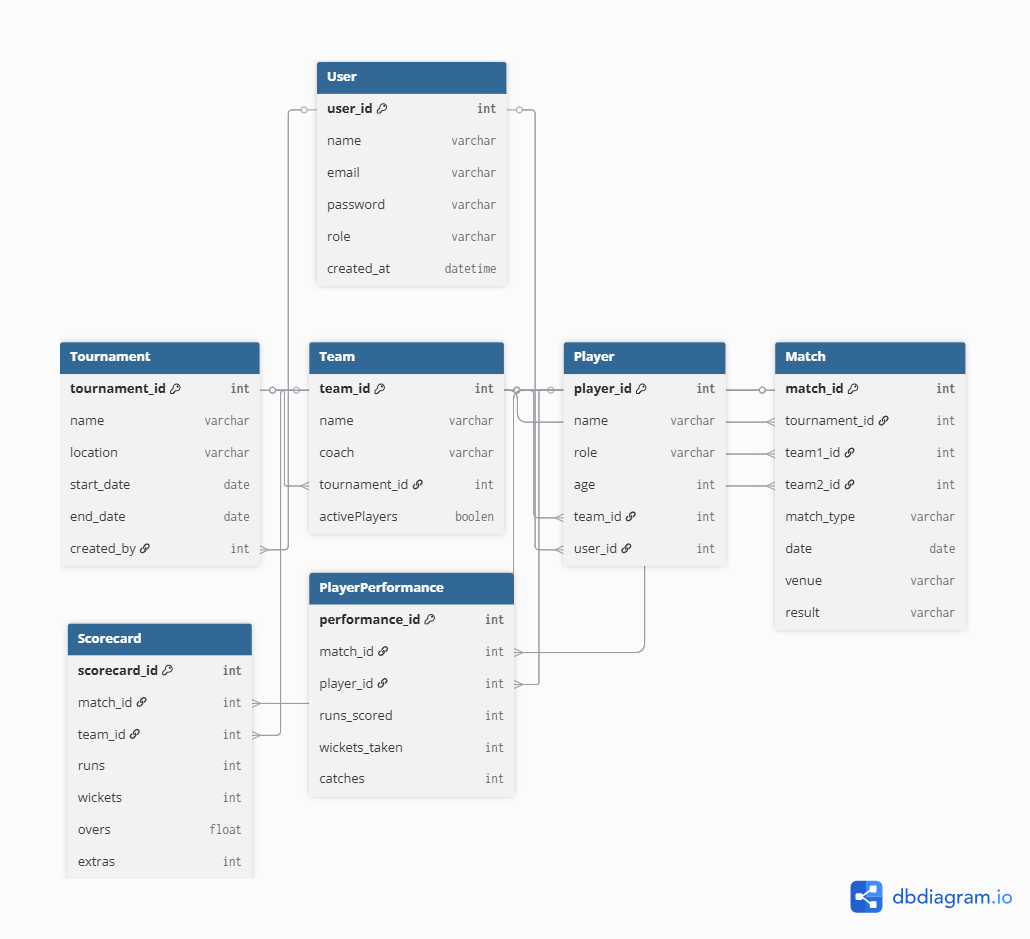 User
user_id int
name varchar
email varchar
password varchar
role varchar
created_at datetime
Tournament
tournament_id int
name varchar
location varchar
start_date date
end_date date
created_by int
Team
team_id int
name varchar
coach varchar
tournament_id int
activePlayers boolen
Player
player_id int
name varchar
role varchar
age int
team_id int
user_id int
Match
match_id int
tournament_id int
team1_id int
team2_id int
match_type varchar
date date
venue varchar
result varchar
PlayerPerformance
performance_id int
match_id int
player_id int
runs_scored int
wickets_taken int
catches int
Scorecard
scorecard_id int
match_id int
team_id int
runs int
wickets int
overs float
extras int
dbdiagram.io